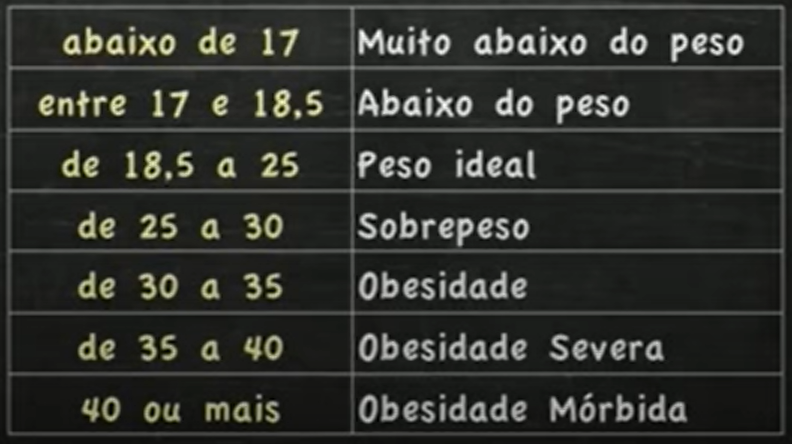 abaixo de 17 Muito abaixo do peso
entre 17 e 18,5 Abaixo do peso
de 18,5 a 25 Peso ideal
de 25 a 30 Sobrepeso
de 30 a 35 Obesidade
de 35 a 40 Obesidade Severa
40 ou mais Obesidade Mórbida